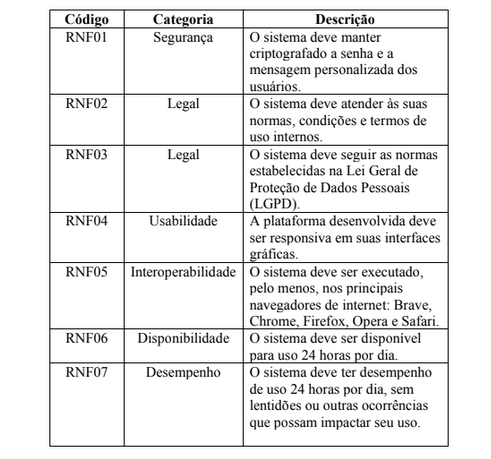 Código Categoria Descrição
RNF01 Segurança O sistema deve manter
criptografado a senha e a
mensagem personalizada dos
usuários.
RNF02 Legal O sistema deve atender às suas
normas, condições e termos de
uso internos.
RNF03 Legal O sistema deve seguir as normas
estabelecidas na Lei Geral de
Proteção de Dados Pessoais
(LGPD).
RNF04 Usabilidade A plataforma desenvolvida deve
ser responsiva em suas interfaces
gráficas.
RNF05 Interoperabilidade O sistema deve ser executado,
pelo menos, nos principais
navegadores de internet: Brave,
Chrome, Firefox, Opera e Safari.
RNF06 Disponibilidade O sistema deve ser disponível
para uso 24 horas por dia.
RNF07 Desempenho O sistema deve ter desempenho
de uso 24 horas por dia, sem
lentidões ou outras ocorrências
que possam impactar seu uso.